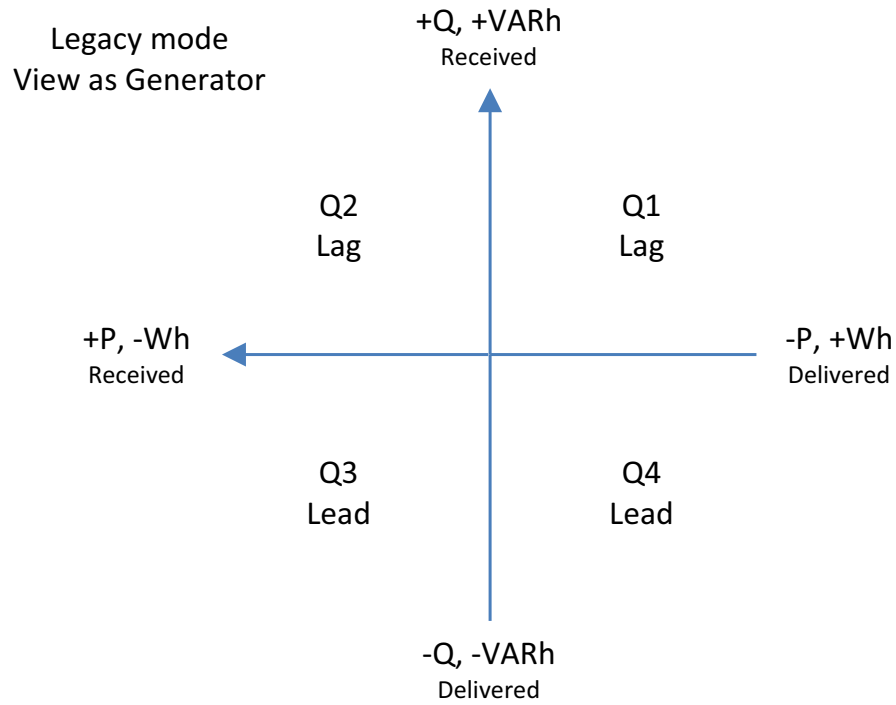 Legacy mode
View as Generator
+Q, +VARh
Received
Q2
Lag
Q1
Lag
+P, -Wh
Received
-P, +Wh
Delivered
Q3
Lead
Q4
Lead
-Q, -VARh
Delivered